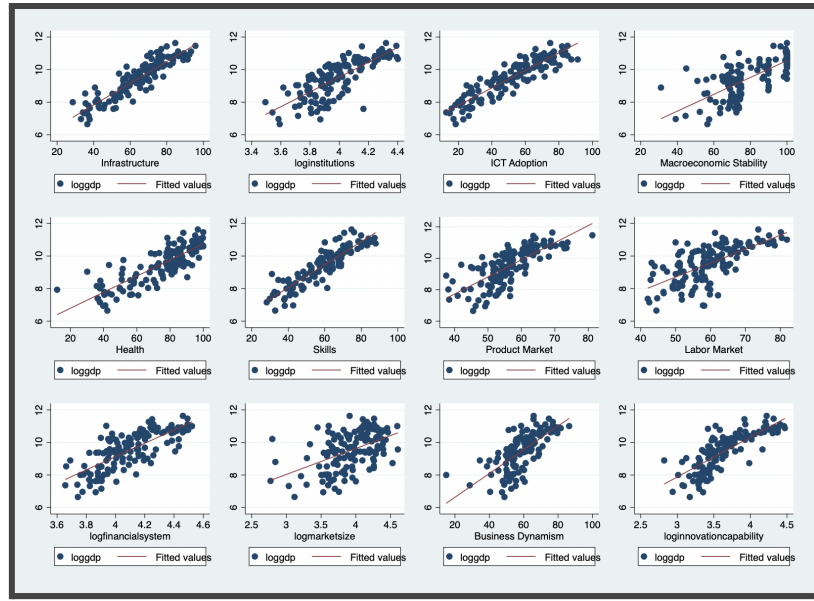 12
10
8
6
20 40 60 80 100
Infrastructure
loggdp Fitted values
12
10
8
6
3.4 3.6 3.8 4 4.2 4.4
loginstitutions
loggdp Fitted values
12
10
8
6
20 40 60 80 100
ICT Adoption
loggdp Fitted values
12
10
8
6
20 40 60 80 100
Macroeconomic Stability
loggdp Fitted values
12
10
8
6
20 40 60 80 100
Health
loggdp Fitted values
12
10
8
6
20 40 60 80 100
Skills
loggdp Fitted values
12
10
8
6
40 50 60 70 80
Product Market
loggdp Fitted values
12
10
8
6
40 50 60 70 80
Labor Market
loggdp Fitted values
12
10
8
6
3.6 3.8 4 4.2 4.4 4.6
logfinancialsystem
loggdp Fitted values
12
10
8
6
2.5 3 3.5 4 4.5
logmarketsize
loggdp Fitted values
12
10
8
6
20 40 60 80 100
Business Dynamism
loggdp Fitted values
12
10
8
6
2.5 3 3.5 4 4.5
loginnovationcapability
loggdp Fitted values